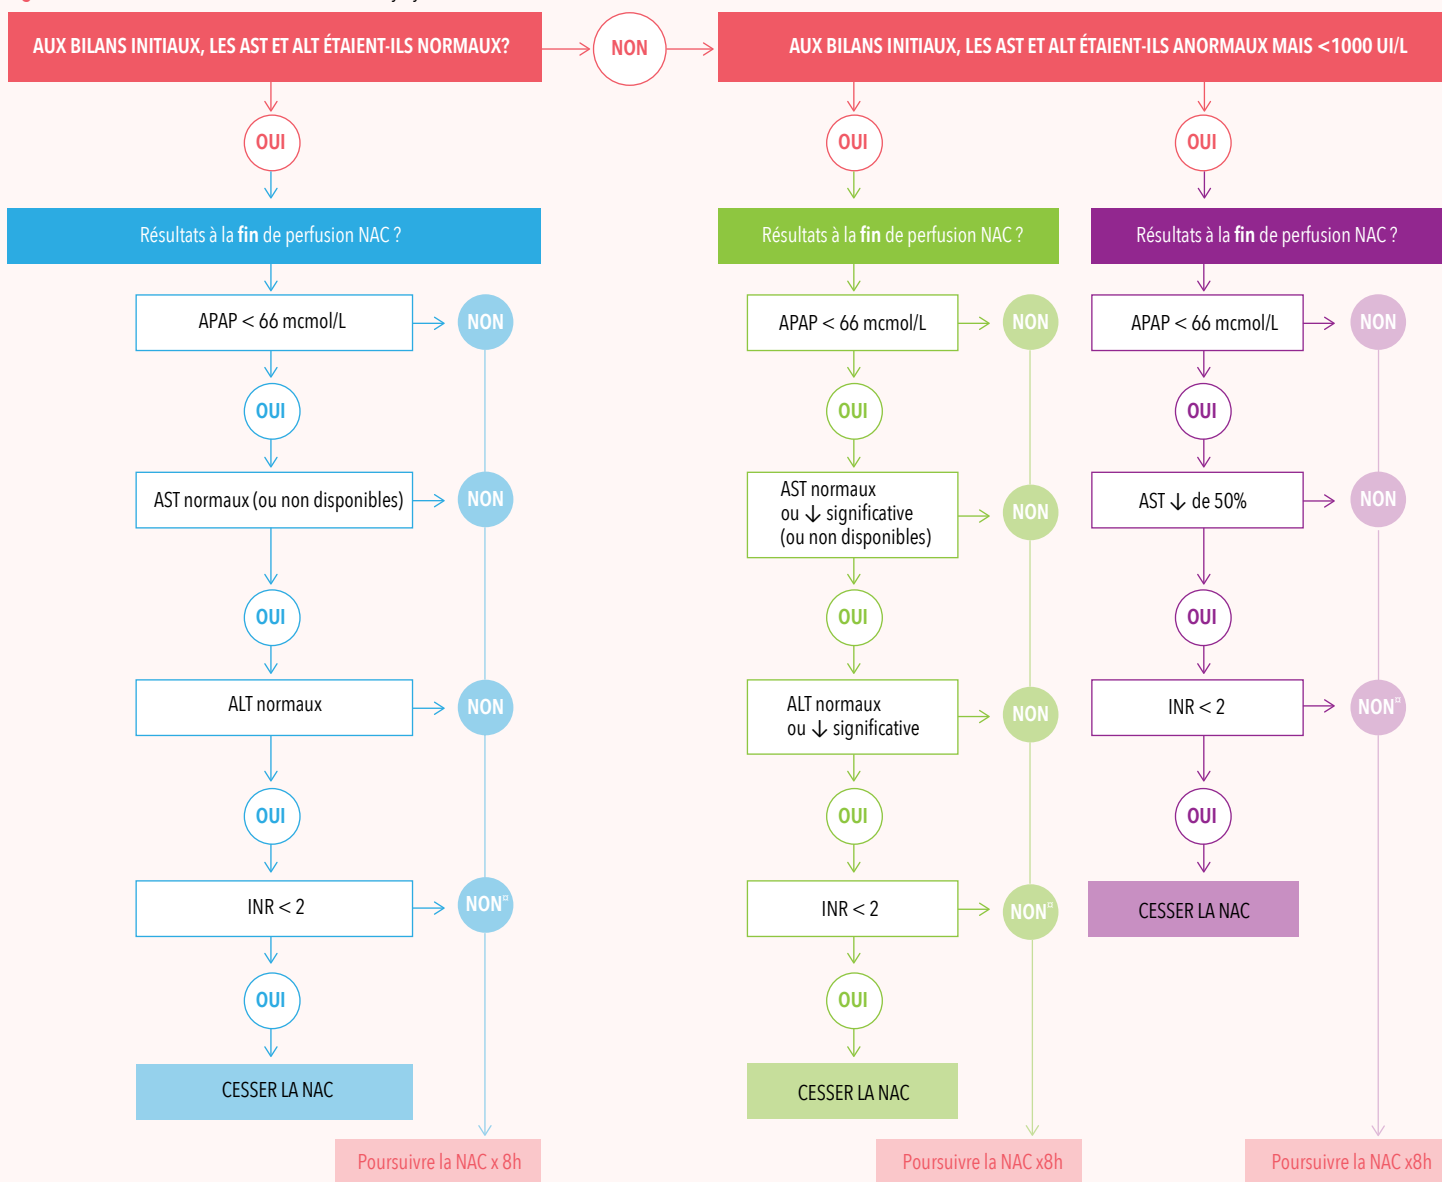 AUX BILANS INITIAUX, LES AST ET ALT ÉTAIENT-ILS NORMAUX?
NON
AUX BILANS INITIAUX, LES AST ET ALT ÉTAIENT-ILS ANORMAUX MAIS <1000 UI/L
OUI
OUI
OUI
Résultats à la fin de perfusion NAC ?
Résultats à la fin de perfusion NAC ?
Résultats à la fin de perfusion NAC ?
APAP < 66 mcmol/L
NON
APAP < 66 mcmol/L
NON
APAP < 66 mcmol/L
NON
OUI
OUI
OUI
AST normaux (ou non disponibles)
NON
AST normaux
ou ↓ significative
(ou non disponibles)
NON
AST ↓ de 50%
NON
OUI
OUI
OUI
ALT normaux
NON
ALT normaux
ou ↓ significative
NON
INR < 2
NON¤
OUI
OUI
OUI
INR < 2
NON¤
INR < 2
NON¤
CESSER LA NAC
OUI
OUI
CESSER LA NAC
CESSER LA NAC
Poursuivre la NAC x 8h
Poursuivre la NAC x8h
Poursuivre la NAC x8h